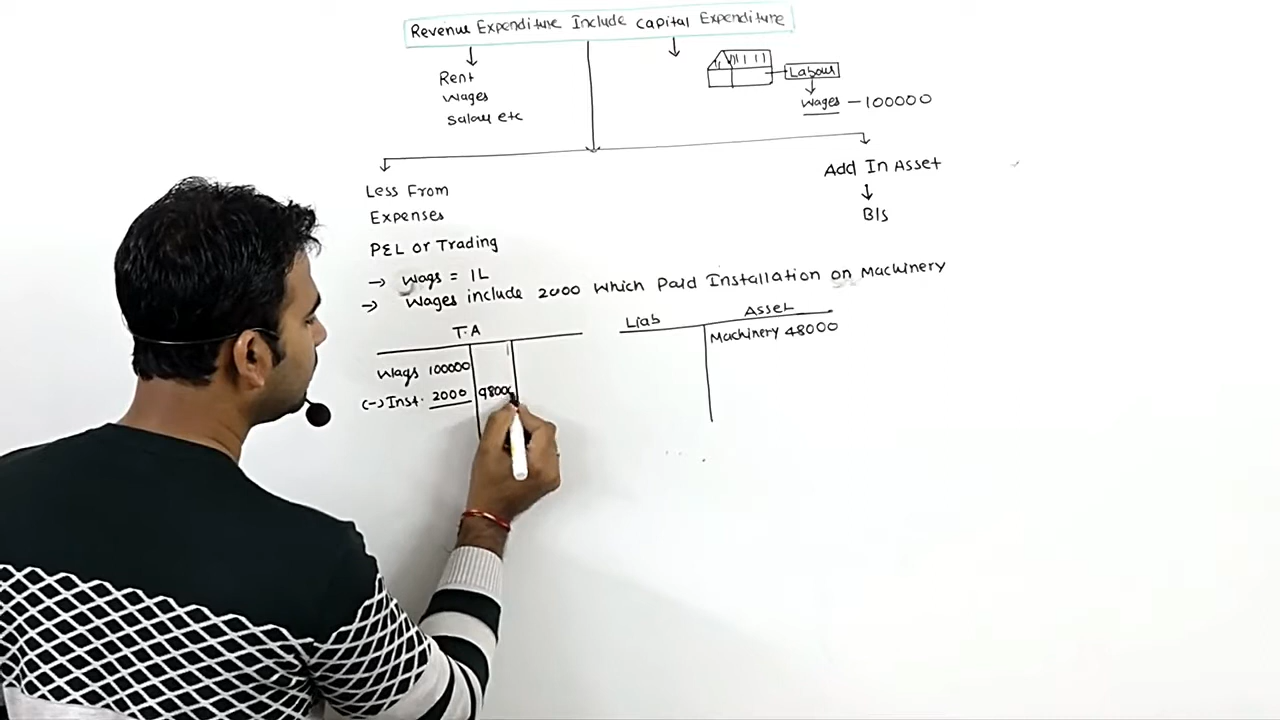 Revenue Expenditure Include Capital Expenditure
Rent
Wages
Salary etc
Labour
Wages - 100000
Less From
Expenses
P&L or Trading
→ Wags = 1L
→ Wages include 2000 Which Paid Installation on Machinery
Add In Asset
B/s
T.A
Wags 100000
(-) Inst. 2000 98000
Liab Asset
Machinery 48000